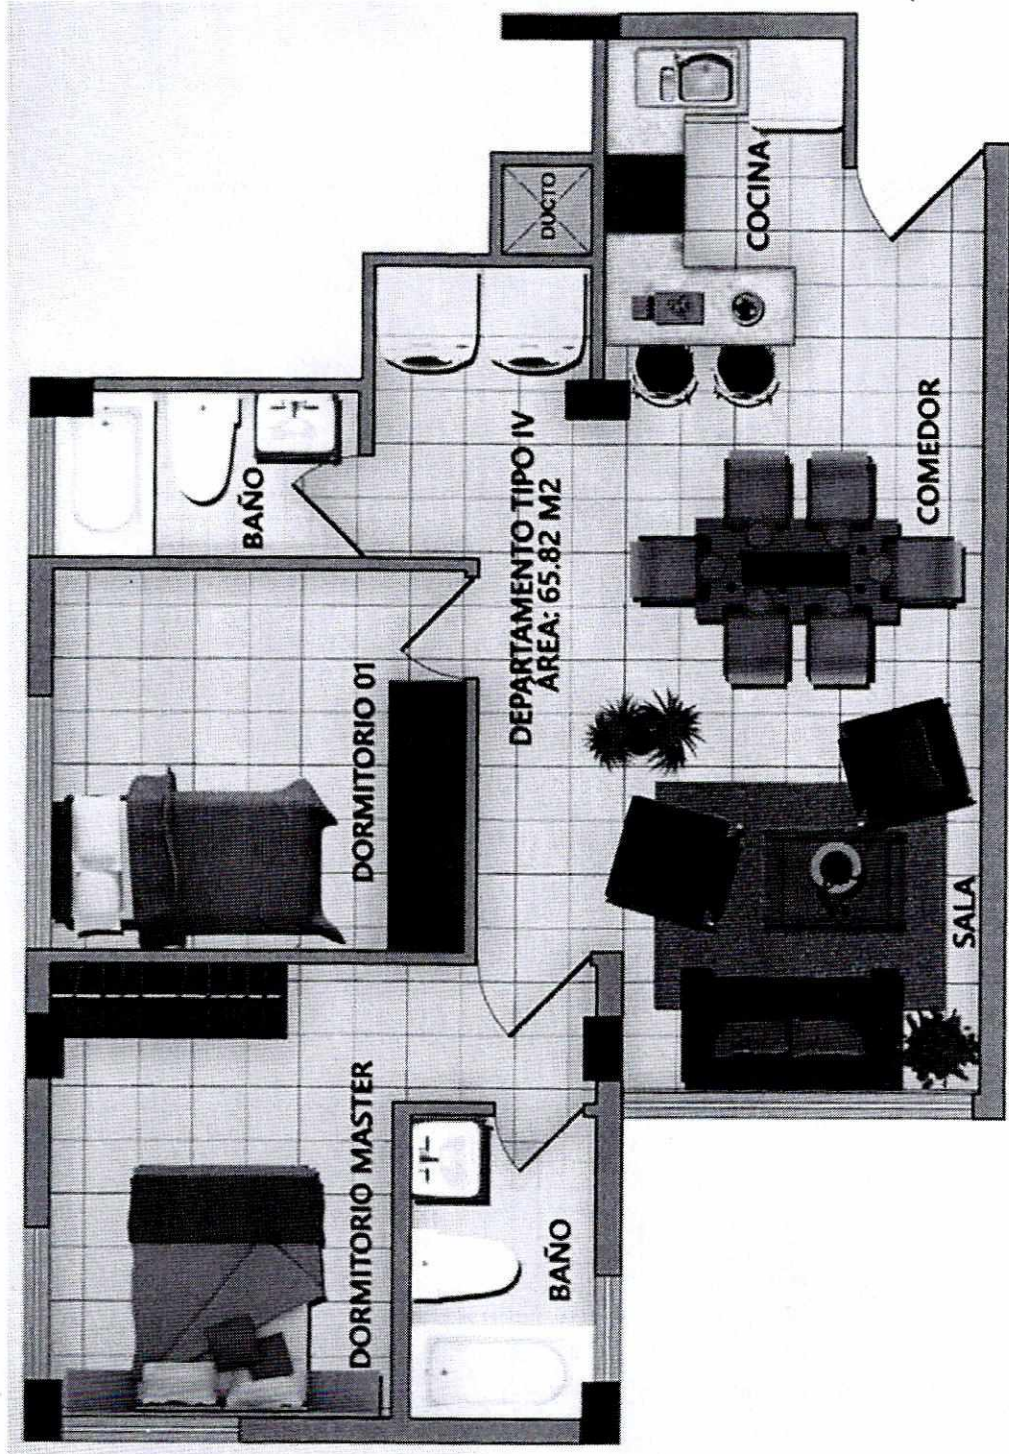 BAÑO
DORMITORIO MASTER
DORMITORIO 01
DEPARTAMENTO TIPO IV
ÁREA: 65.82 M2
DUCTO
BAÑO
COCINA
COMEDOR
SALA